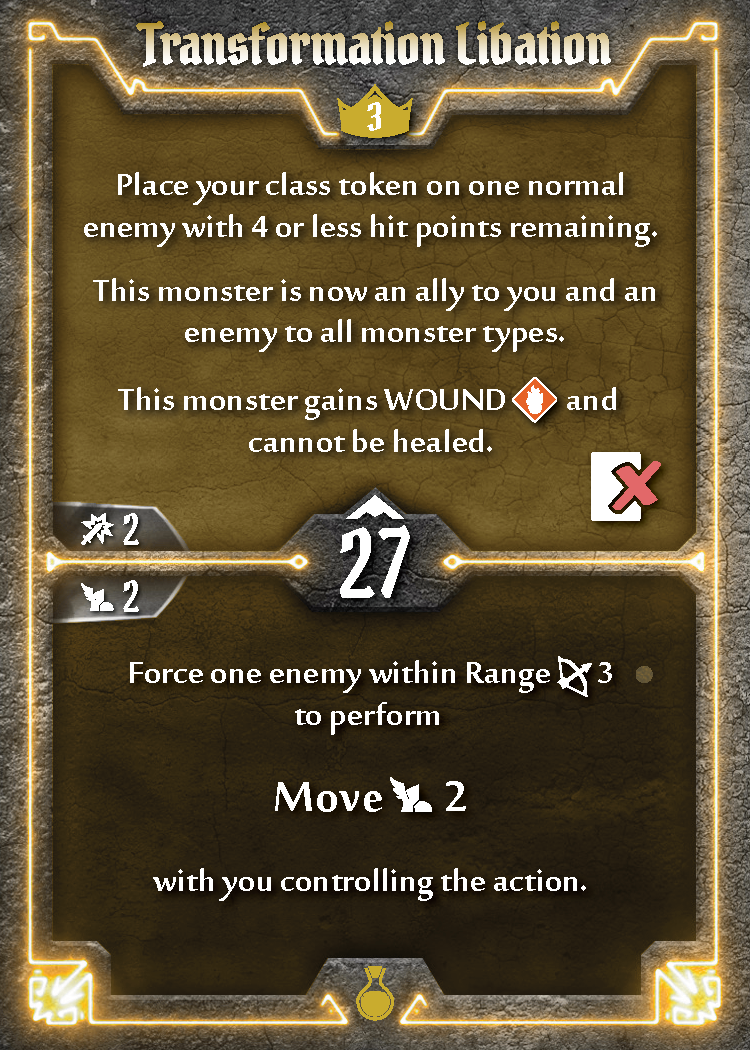 Transformation Libation
3
Place your class token on one normal
enemy with 4 or less hit points remaining.
This monster is now an ally to you and an
enemy to all monster types.
This monster gains WOUND and
cannot be healed.
2
27
2
Force one enemy within Range 3
to perform
Move 2
with you controlling the action.